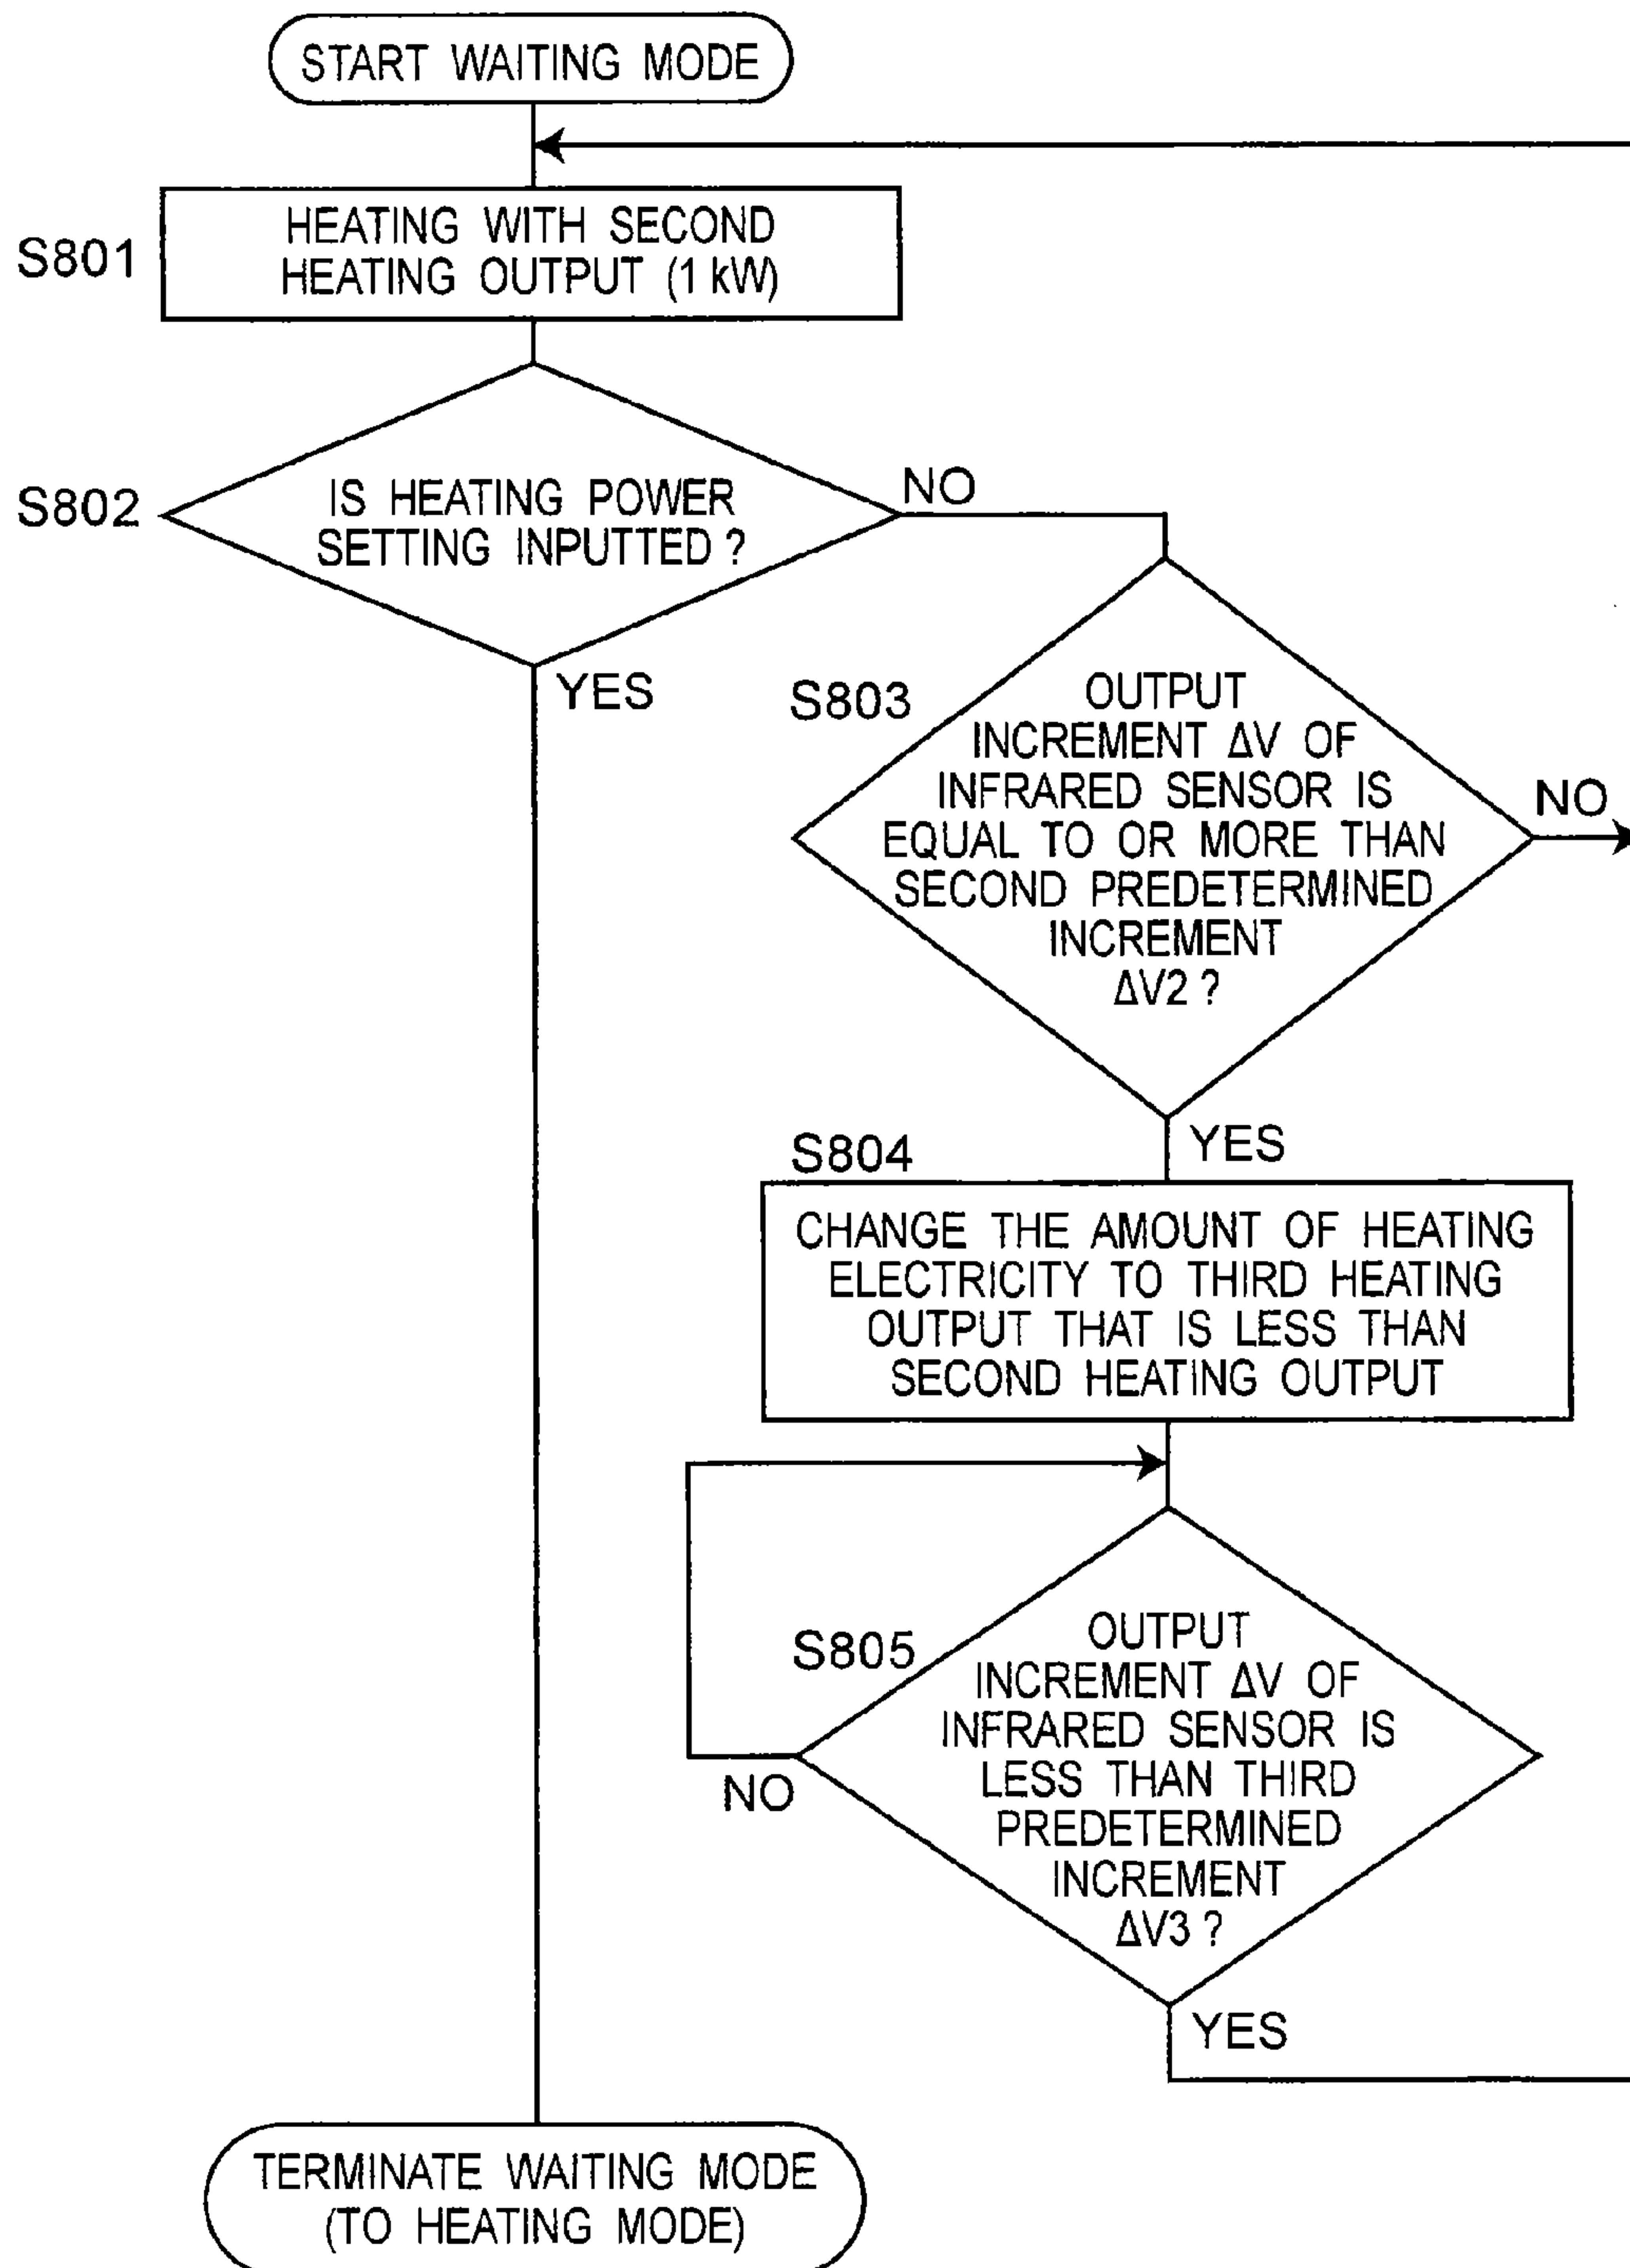 START WAITING MODE
S801
HEATING WITH SECOND
HEATING OUTPUT (1 kW)
S802
IS HEATING POWER
SETTING INPUTTED ?
NO
YES
S803
OUTPUT
INCREMENT ΔV OF
INFRARED SENSOR IS
EQUAL TO OR MORE THAN
SECOND PREDETERMINED
INCREMENT
ΔV2 ?
NO
YES
S804
CHANGE THE AMOUNT OF HEATING
ELECTRICITY TO THIRD HEATING
OUTPUT THAT IS LESS THAN
SECOND HEATING OUTPUT
S805
OUTPUT
INCREMENT ΔV OF
INFRARED SENSOR IS
LESS THAN THIRD
PREDETERMINED
INCREMENT
ΔV3 ?
NO
YES
TERMINATE WAITING MODE
(TO HEATING MODE)